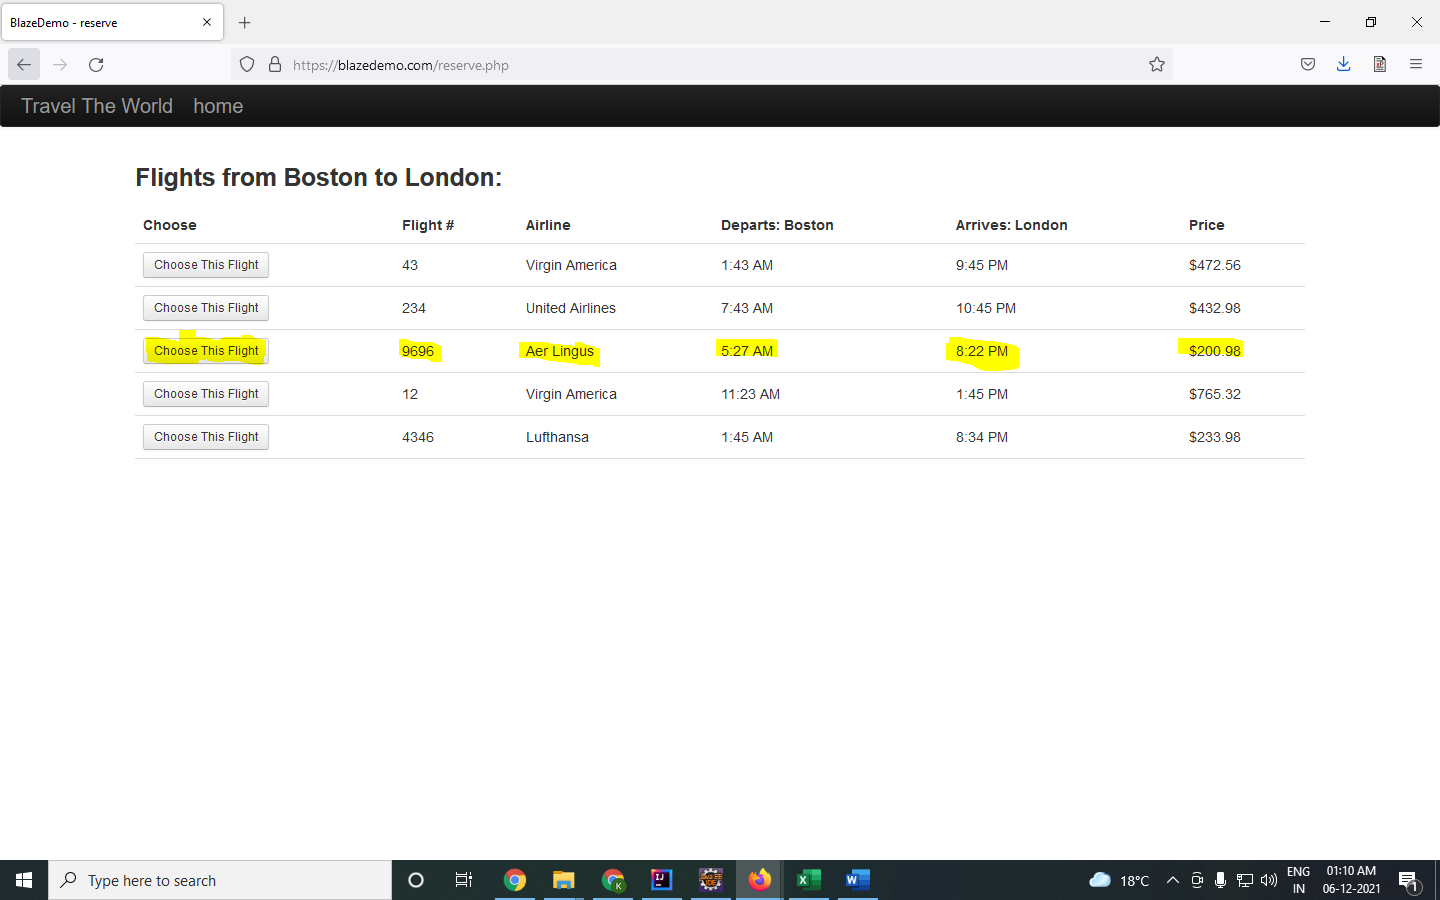 BlazeDemo - reserve
https://blazedemo.com/reserve.php
Travel The World home
Flights from Boston to London:
Choose Flight # Airline Departs: Boston Arrives: London Price
Choose This Flight 43 Virgin America 1:43 AM 9:45 PM $472.56
Choose This Flight 234 United Airlines 7:43 AM 10:45 PM $432.98
Choose This Flight 9696 Aer Lingus 5:27 AM 8:22 PM $200.98
Choose This Flight 12 Virgin America 11:23 AM 1:45 PM $765.32
Choose This Flight 4346 Lufthansa 1:45 AM 8:34 PM $233.98
Type here to search
K
IJ
X
W
18°C
ENG
IN
01:10 AM
06-12-2021
1